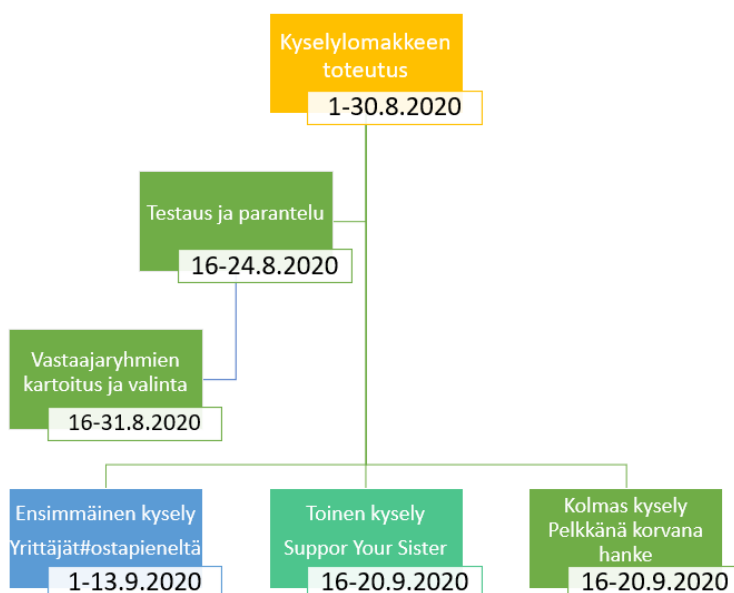 Kyselylomakkeen
toteutus
1-30.8.2020
Testaus ja parantelu
16-24.8.2020
Vastaajaryhmien
kartoitus ja valinta
16-31.8.2020
Ensimmäinen kysely
Yrittäjät#ostapieneltä
1-13.9.2020
Toinen kysely
Suppor Your Sister
16-20.9.2020
Kolmas kysely
Pelkkänä korvana
hanke
16-20.9.2020